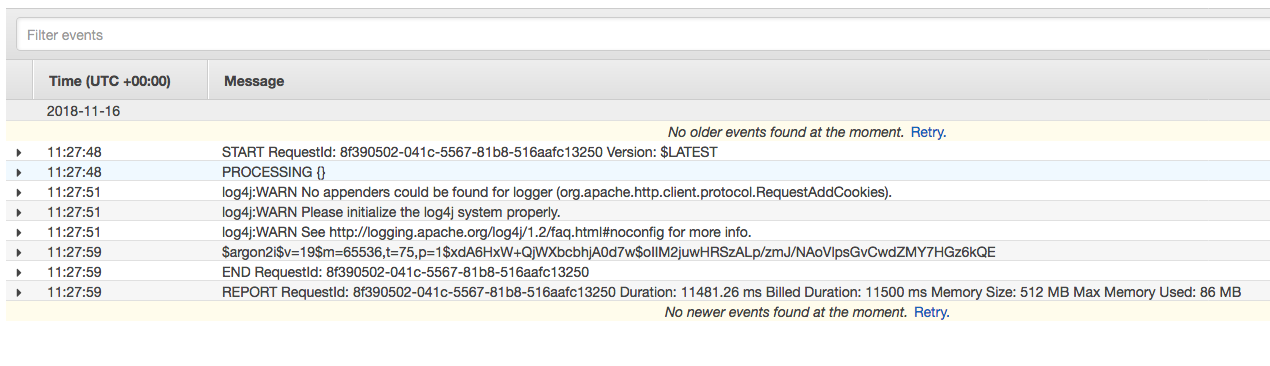 Filter events
Time (UTC +00:00) Message
2018-11-16
No older events found at the moment. Retry.
11:27:48 START RequestId: 8f390502-041c-5567-81b8-516aafc13250 Version: $LATEST
11:27:48 PROCESSING {}
11:27:51 log4j:WARN No appenders could be found for logger (org.apache.http.client.protocol.RequestAddCookies).
11:27:51 log4j:WARN Please initialize the log4j system properly.
11:27:51 log4j:WARN See http://logging.apache.org/log4j/1.2/faq.html#noconfig for more info.
11:27:59 $argon2i$v=19$m=65536,t=75,p=1$xdA6HxW+QjWXbcbhjA0d7w$oIIM2juwHRSzALp/zmJ/NAoVlpsGvCwdZMY7HGz6kQE
11:27:59 END RequestId: 8f390502-041c-5567-81b8-516aafc13250
11:27:59 REPORT RequestId: 8f390502-041c-5567-81b8-516aafc13250 Duration: 11481.26 ms Billed Duration: 11500 ms Memory Size: 512 MB Max Memory Used: 86 MB
No newer events found at the moment. Retry.